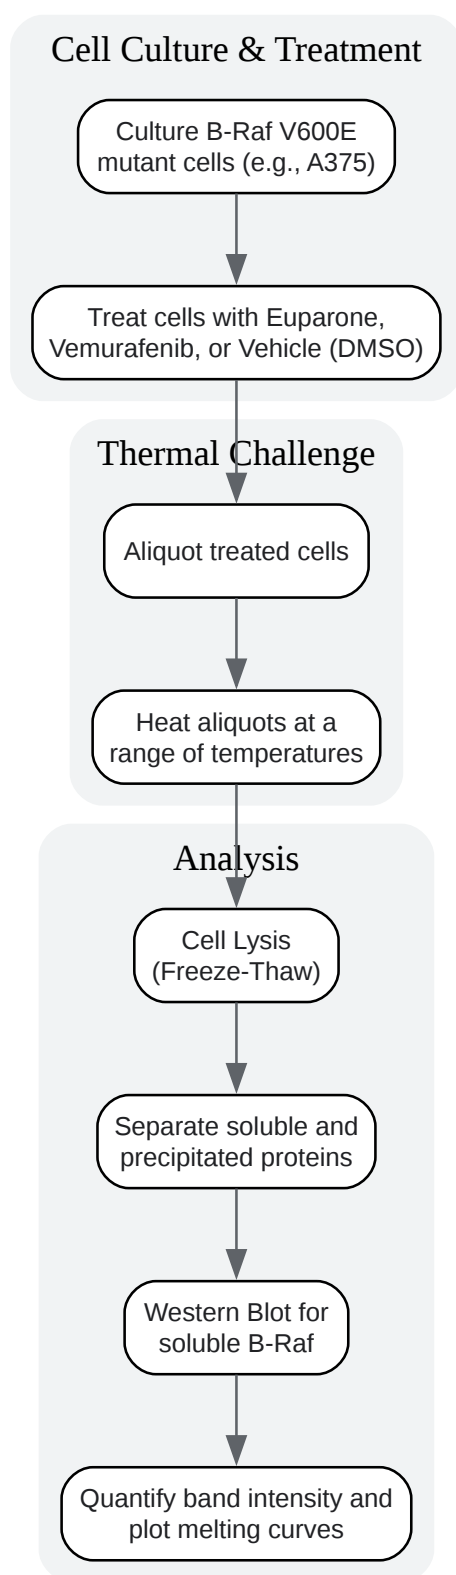 Cell Culture & Treatment
Culture B-Raf V600E
mutant cells (e.g., A375)
Treat cells with Euparone,
Vemurafenib, or Vehicle (DMSO)
Thermal Challenge
Aliquot treated cells
Heat aliquots at a
range of temperatures
Analysis
Cell Lysis
(Freeze-Thaw)
Separate soluble and
precipitated proteins
Western Blot for
soluble B-Raf
Quantify band intensity and
plot melting curves